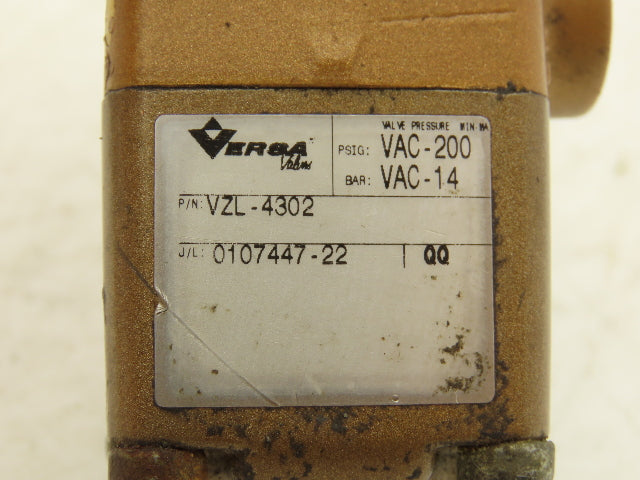 VERSA
Valves
VALVE PRESSURE MIN-MA
PSIG: VAC-200
BAR: VAC-14
P/N: VZL-4302
J/L: 0107447-22 QQ